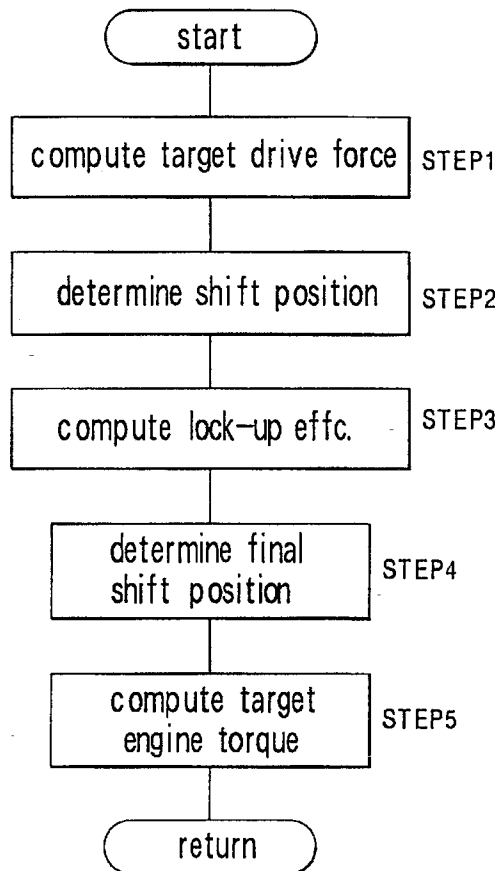 start
compute target drive force STEP1
determine shift position STEP2
compute lock-up effc. STEP3
determine final
shift position STEP4
compute target
engine torque STEP5
return